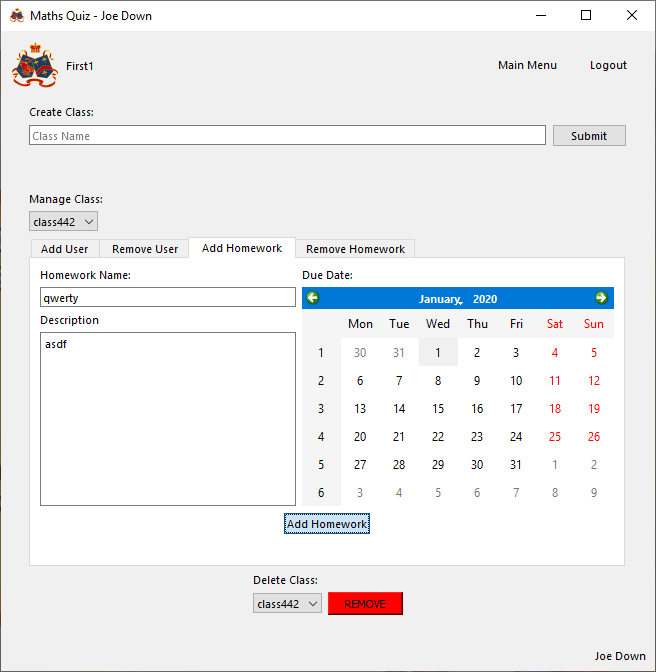 Maths Quiz - Joe Down
First1 Main Menu Logout
Create Class:
Class Name Submit
Manage Class:
class442
Add User Remove User Add Homework Remove Homework
Homework Name: Due Date:
qwerty January, 2020
Description
asdf
Mon Tue Wed Thu Fri Sat Sun
1 30 31 1 2 3 4 5
2 6 7 8 9 10 11 12
3 13 14 15 16 17 18 19
4 20 21 22 23 24 25 26
5 27 28 29 30 31 1 2
6 3 4 5 6 7 8 9
Add Homework
Delete Class:
class442 REMOVE
Joe Down